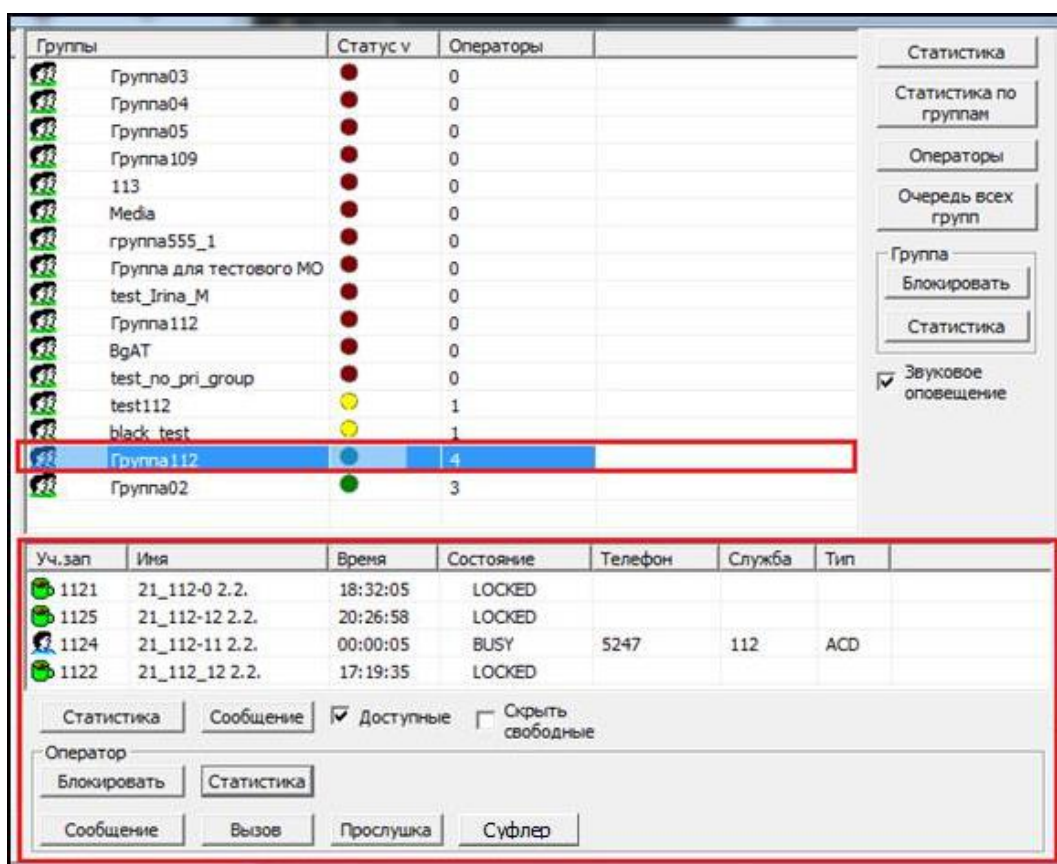 Группы Статус v Операторы
Группа03 0
Группа04 0
Группа05 0
Группа109 0
113 0
Media 0
группа555_1 0
Группа для тестового МО 0
test_Irina_M 0
Группа112 0
BgAT 0
test_no_pri_group 0
test112 1
black_test 1
Группа112 4
Группа02 3
Статистика
Статистика по
группам
Операторы
Очередь всех
групп
Группа
Блокировать
Статистика
Звуковое
оповещение
Уч.зап Имя Время Состояние Телефон Служба Тип
1121 21_112-0 2.2. 18:32:05 LOCKED
1125 21_112-12 2.2. 20:26:58 LOCKED
1124 21_112-11 2.2. 00:00:05 BUSY 5247 112 ACD
1122 21_112_12 2.2. 17:19:35 LOCKED
Статистика Сообщение Доступные Скрыть
свободные
Оператор
Блокировать Статистика
Сообщение Вызов Прослушка Суфлер